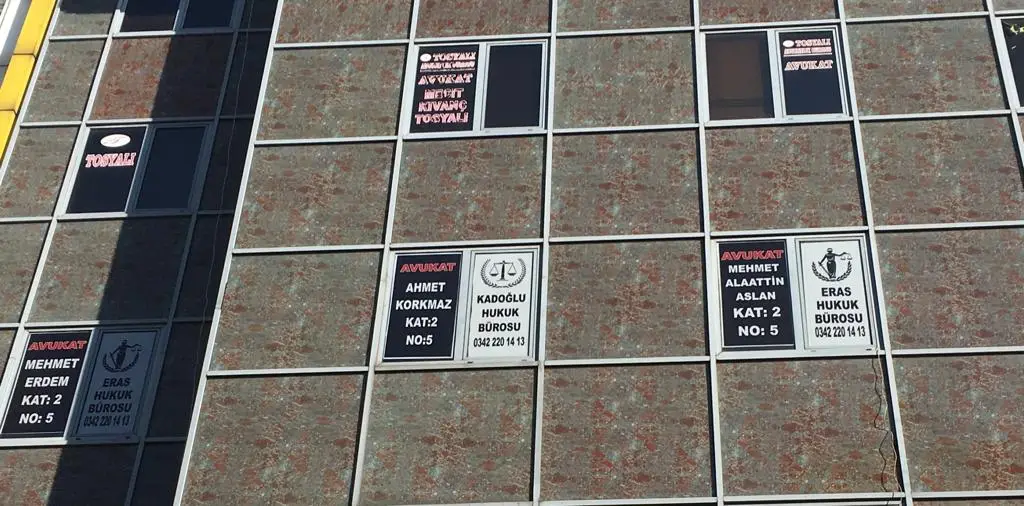 TOSYALI
AVUKAT
MECİT
KIVANÇ
TOSYALI
TOSYALI
AVUKAT
TOSYALI
AVUKAT
AHMET
KORKMAZ
KAT:2
NO:5
KADOĞLU
HUKUK
BÜROSU
0342 220 14 13
AVUKAT
MEHMET
ALAATTİN
ASLAN
KAT: 2
NO: 5
ERAS
HUKUK
BÜROSU
0342 220 14 13
AVUKAT
MEHMET
ERDEM
KAT: 2
NO: 5
ERAS
HUKUK
BÜROSU
0342 220 14 13